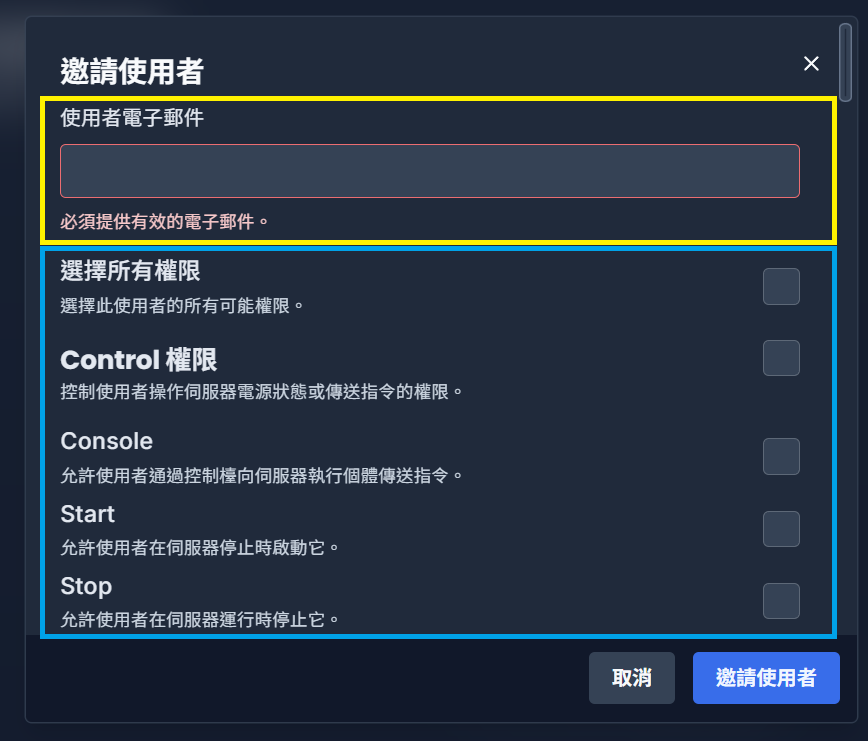 邀請使用者
使用者電子郵件
必須提供有效的電子郵件。
選擇所有權限
選擇此使用者的所有可能權限。
Control 權限
控制使用者操作伺服器電源狀態或傳送指令的權限。
Console
允許使用者通過控制檯向伺服器執行個體傳送指令。
Start
允許使用者在伺服器停止時啟動它。
Stop
允許使用者在伺服器運行時停止它。
取消
邀請使用者